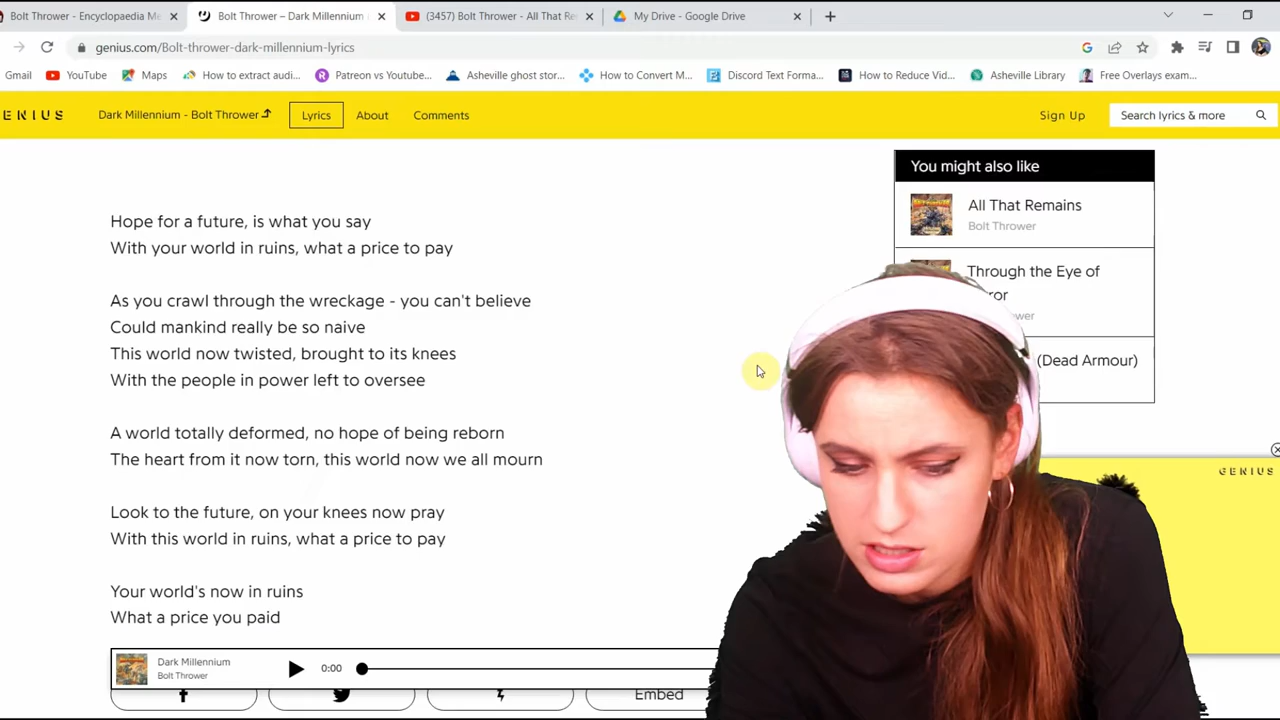 Bolt Thrower - Encyclopaedia Me
Bolt Thrower – Dark Millennium
(3457) Bolt Thrower - All That Re
My Drive - Google Drive
genius.com/Bolt-thrower-dark-millennium-lyrics
Gmail
YouTube
Maps
How to extract audi...
Patreon vs Youtube...
Asheville ghost stor...
How to Convert M...
Discord Text Forma...
How to Reduce Vid...
Asheville Library
Free Overlays exam...
ENIUS
Dark Millennium - Bolt Thrower
Lyrics
About
Comments
Sign Up
Search lyrics & more
You might also like
All That Remains
Bolt Thrower
Through the Eye of
ror
ower
(Dead Armour)
Hope for a future, is what you say
With your world in ruins, what a price to pay
As you crawl through the wreckage - you can't believe
Could mankind really be so naive
This world now twisted, brought to its knees
With the people in power left to oversee
A world totally deformed, no hope of being reborn
The heart from it now torn, this world now we all mourn
Look to the future, on your knees now pray
With this world in ruins, what a price to pay
Your world's now in ruins
What a price you paid
GENIUS
Dark Millennium
Bolt Thrower
0:00
Embed